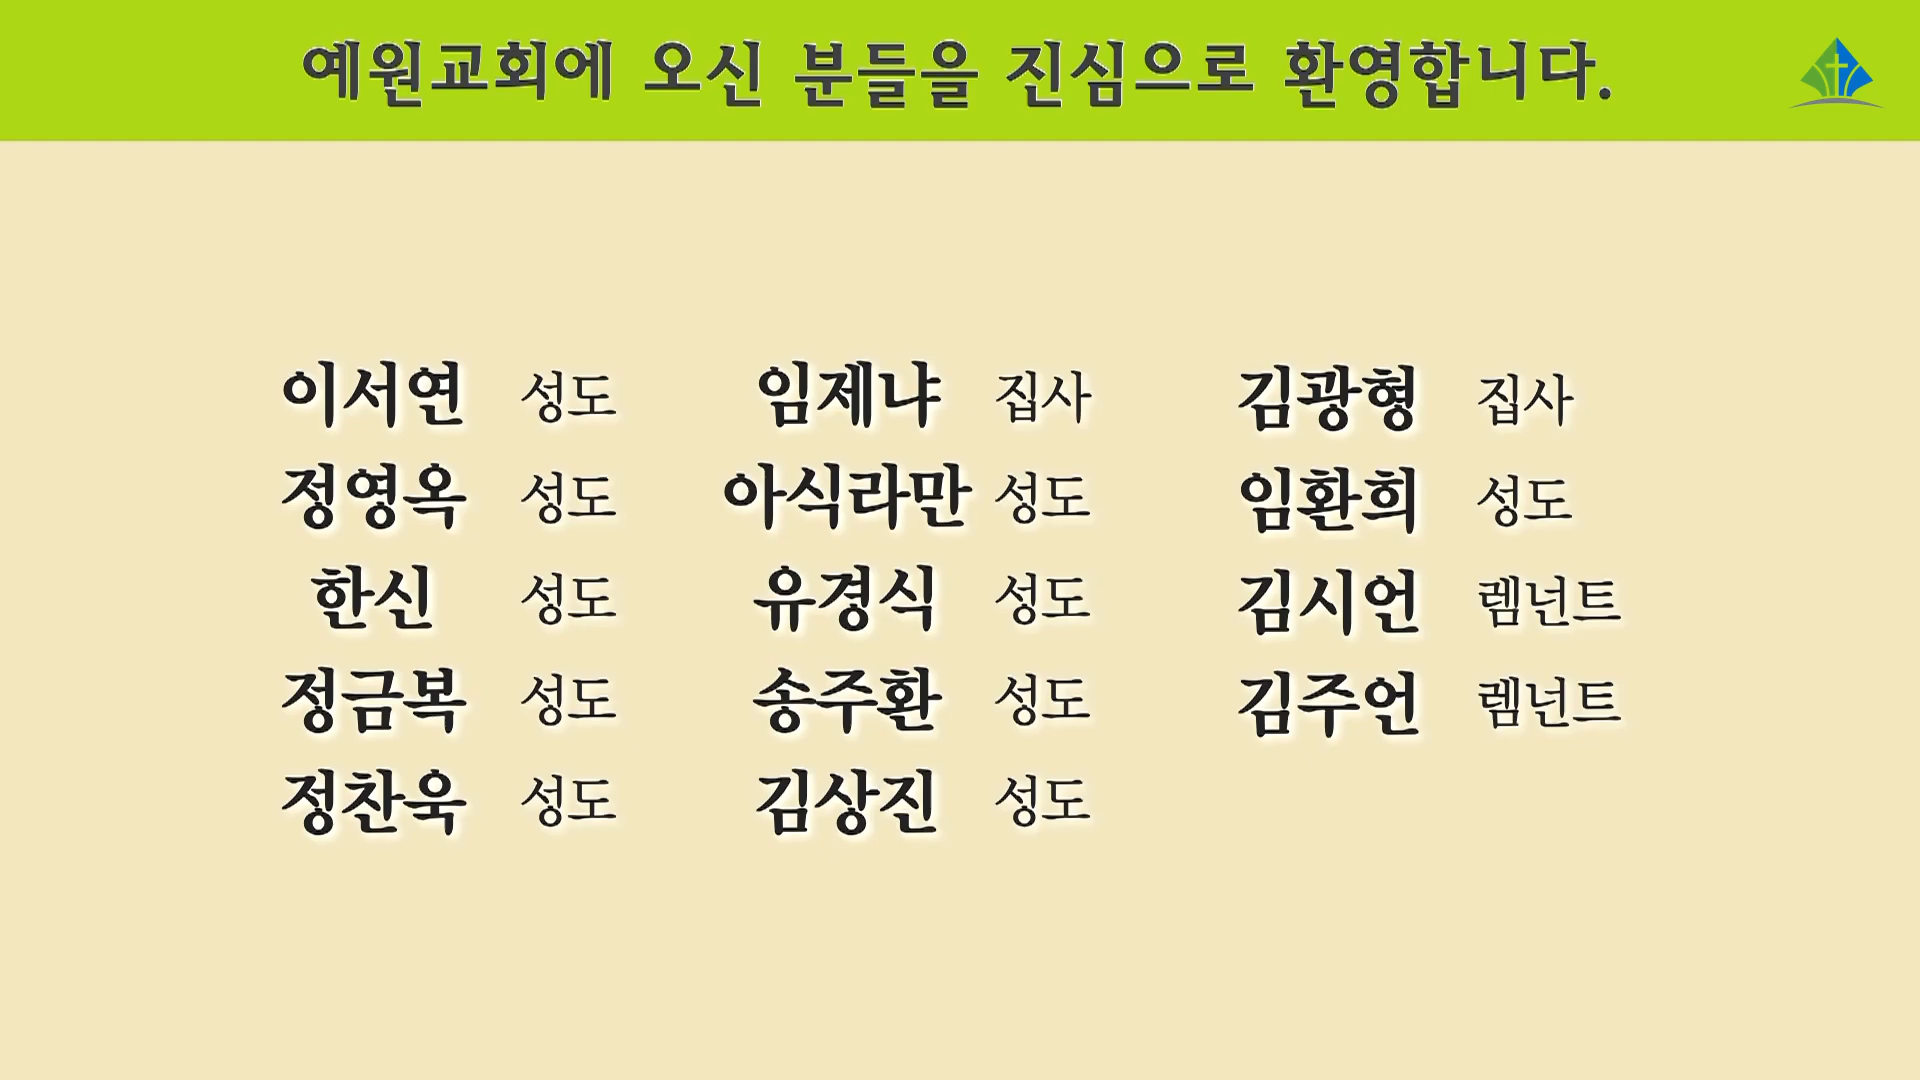 예원교회에 오신 분들을 진심으로 환영합니다.
이서연 성도 임제냐 집사 김광형 집사
정영옥 성도 아식라만 성도 임환희 성도
한신 성도 유경식 성도 김시언 렘넌트
정금복 성도 송주환 성도 김주언 렘넌트
정찬욱 성도 김상진 성도